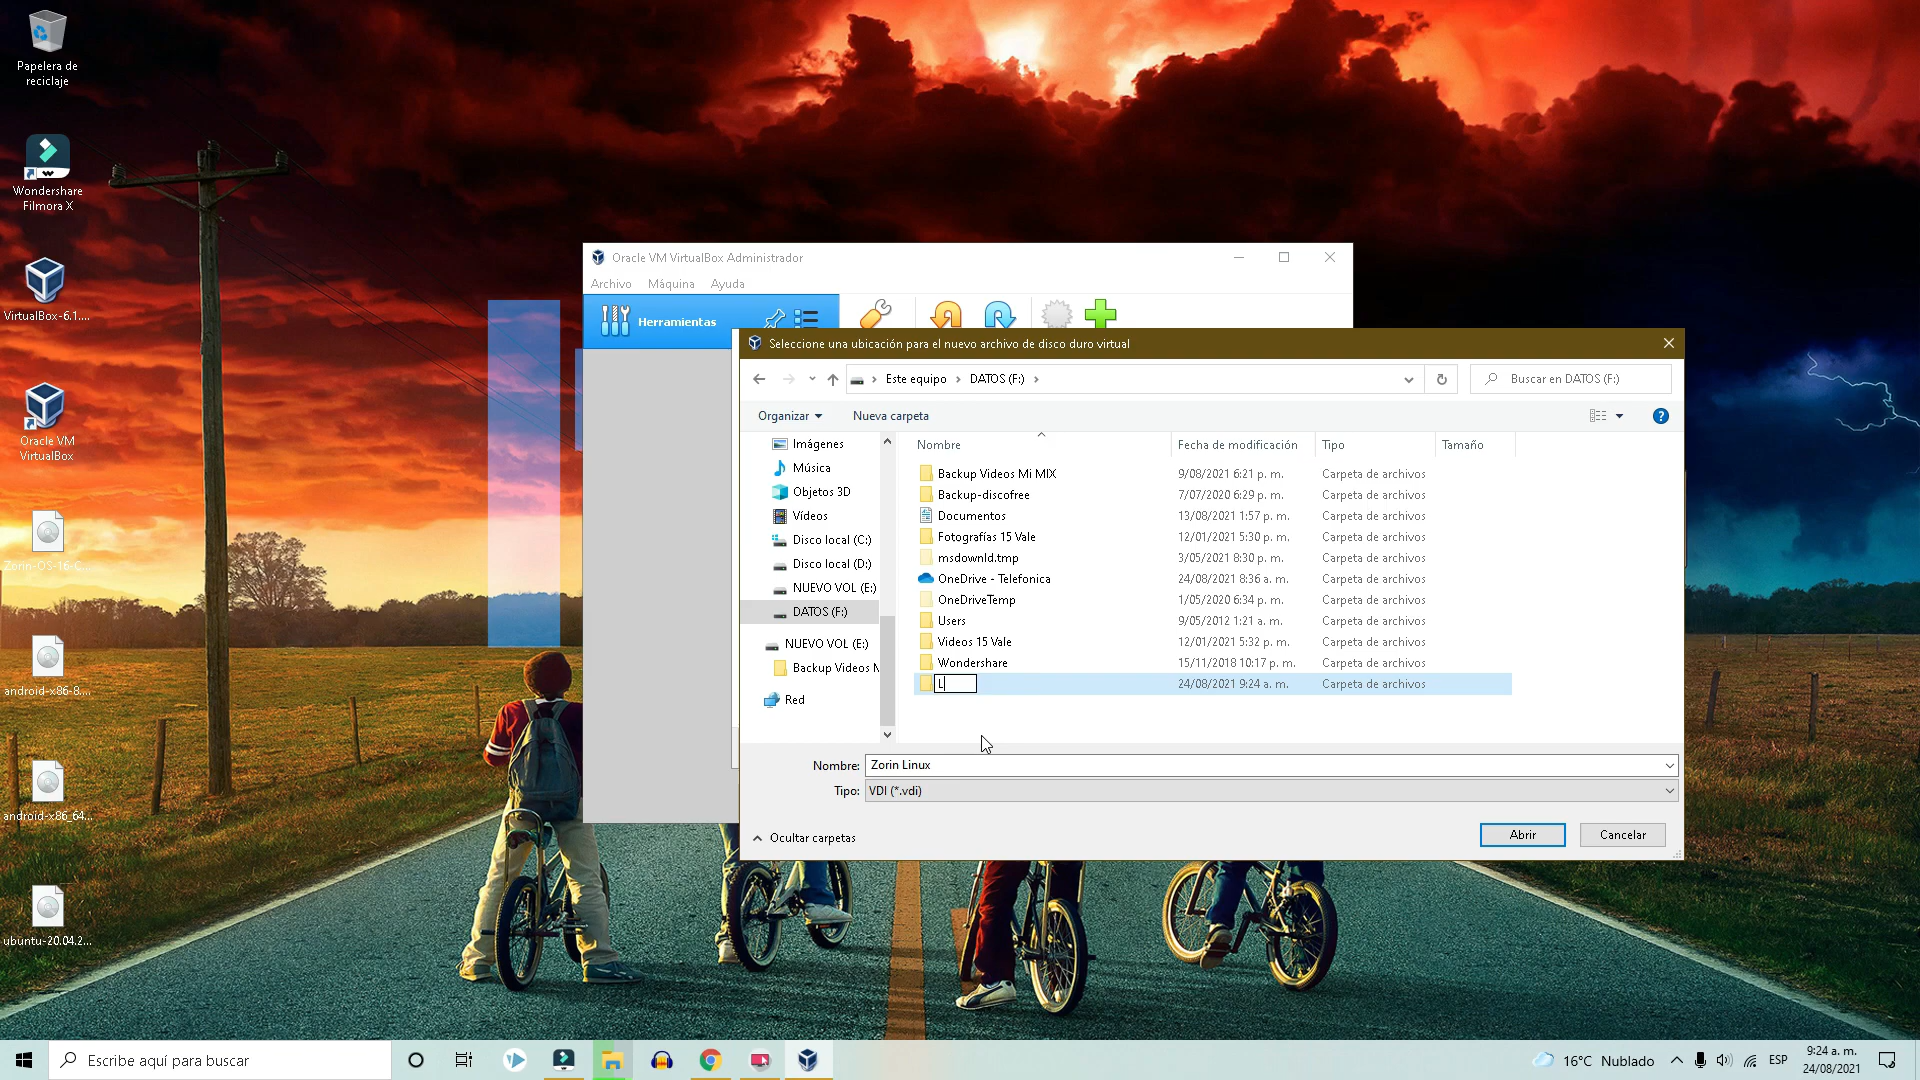 Papelera de
reciclaje
Wondershare
Filmora X
VirtualBox-6.1....
Oracle VM
VirtualBox
Zorin-OS-16-C...
android-x86-8....
android-x86_64...
ubuntu-20.04.2...
Oracle VM VirtualBox Administrador
Archivo Máquina Ayuda
Herramientas
Seleccione una ubicación para el nuevo archivo de disco duro virtual
Este equipo > DATOS (F:) >
Buscar en DATOS (F:)
Organizar Nueva carpeta
Imágenes
Música
Objetos 3D
Vídeos
Disco local (C:)
Disco local (D:)
NUEVO VOL (E:)
DATOS (F:)
NUEVO VOL (E:)
Backup Videos M
Red
Nombre Fecha de modificación Tipo Tamaño
Backup Videos Mi MIX 9/08/2021 6:21 p. m. Carpeta de archivos
Backup-discofree 7/07/2020 6:29 p. m. Carpeta de archivos
Documentos 13/08/2021 1:57 p. m. Carpeta de archivos
Fotografías 15 Vale 12/01/2021 5:30 p. m. Carpeta de archivos
msdownld.tmp 3/05/2021 8:30 p. m. Carpeta de archivos
OneDrive - Telefonica 24/08/2021 8:36 a. m. Carpeta de archivos
OneDriveTemp 1/05/2020 6:34 p. m. Carpeta de archivos
Users 9/05/2012 1:21 a. m. Carpeta de archivos
Videos 15 Vale 12/01/2021 5:32 p. m. Carpeta de archivos
Wondershare 15/11/2018 10:17 p. m. Carpeta de archivos
L 24/08/2021 9:24 a. m. Carpeta de archivos
Nombre: Zorin Linux
Tipo: VDI (*.vdi)
Ocultar carpetas
Abrir Cancelar
Escribe aquí para buscar
16°C Nublado
ESP
9:24 a. m.
24/08/2021